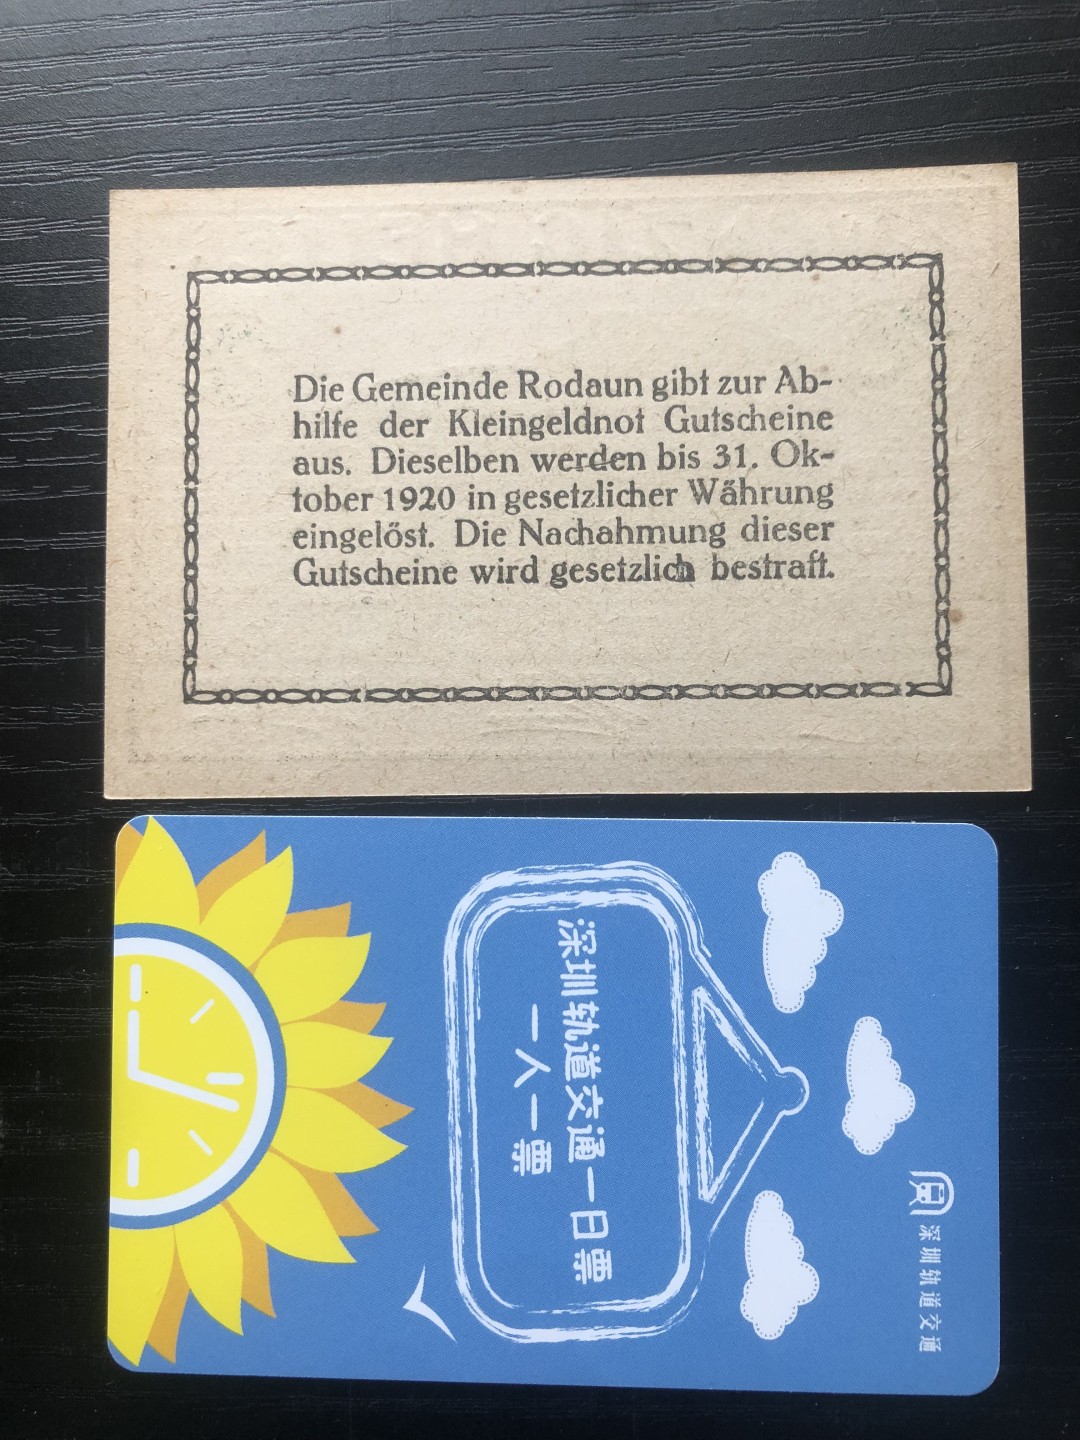 Die Gemeinde Rodaun gibt zur Ab-
hilfe der Kleingeldnot Gutscheine
aus. Dieselben werden bis 31. Ok-
tober 1920 in gesetzlicher Währung
eingelöst. Die Nachahmung dieser
Gutscheine wird gesetzlich bestraft.
深圳轨道交通
深圳轨道交通一日票
一人一票